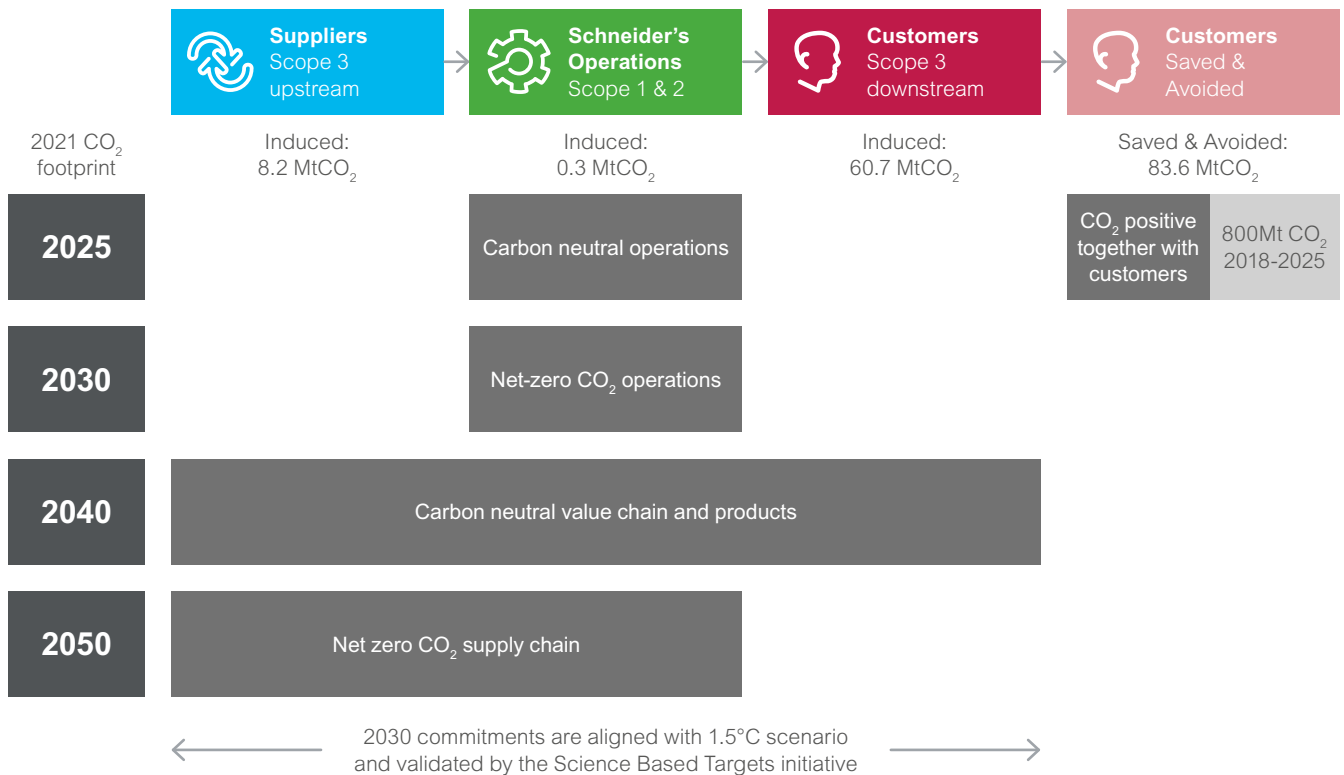 Suppliers
Scope 3
upstream
Schneider's
Operations
Scope 1 & 2
Customers
Scope 3
downstream
Customers
Saved &
Avoided
2021 CO₂
footprint
Induced:
8.2 MtCO₂
Induced:
0.3 MtCO₂
Induced:
60.7 MtCO₂
Saved & Avoided:
83.6 MtCO₂
2025
Carbon neutral operations
CO₂ positive
together with
customers
800Mt CO₂
2018-2025
2030
Net-zero CO₂ operations
2040
Carbon neutral value chain and products
2050
Net zero CO₂ supply chain
2030 commitments are aligned with 1.5°C scenario
and validated by the Science Based Targets initiative